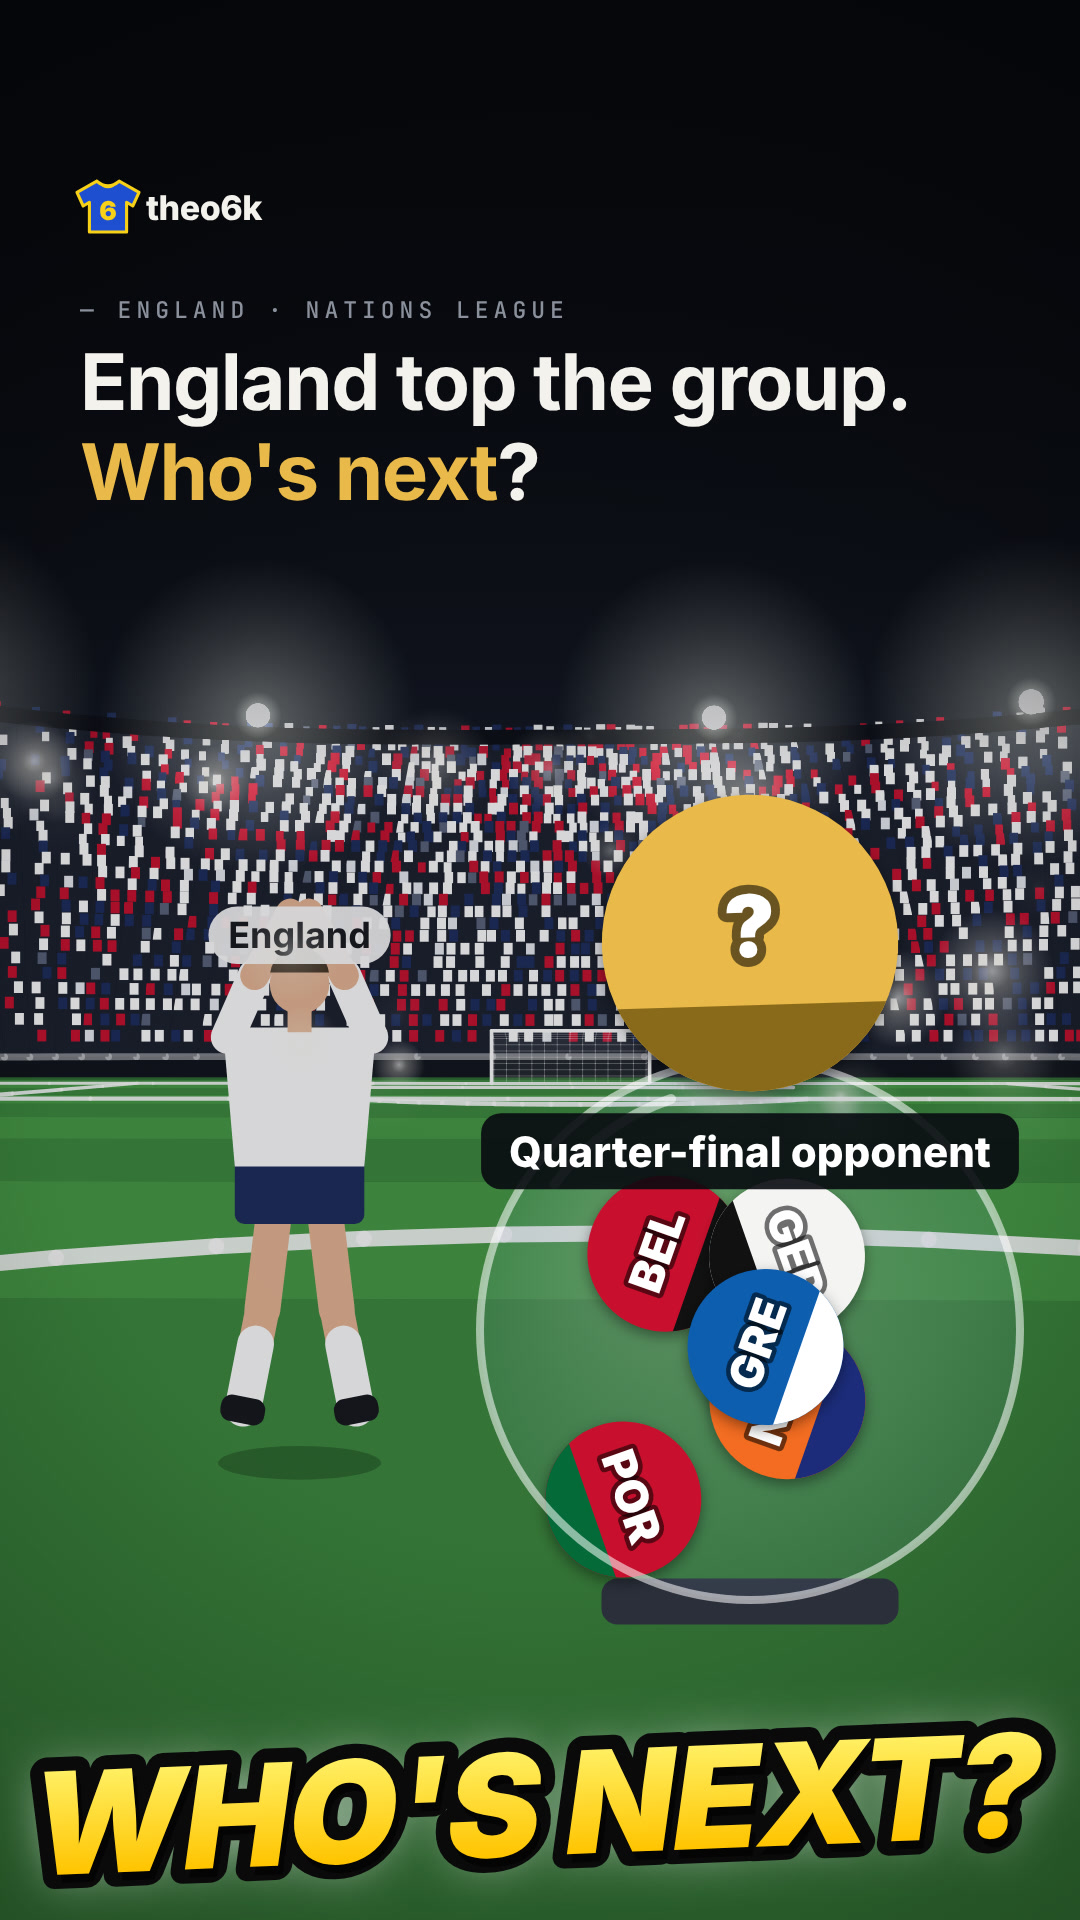 6 theo6k
— ENGLAND · NATIONS LEAGUE
England top the group.
Who's next?
?
England
Quarter-final opponent
BEL
GER
GRE
POR
WHO'S NEXT?